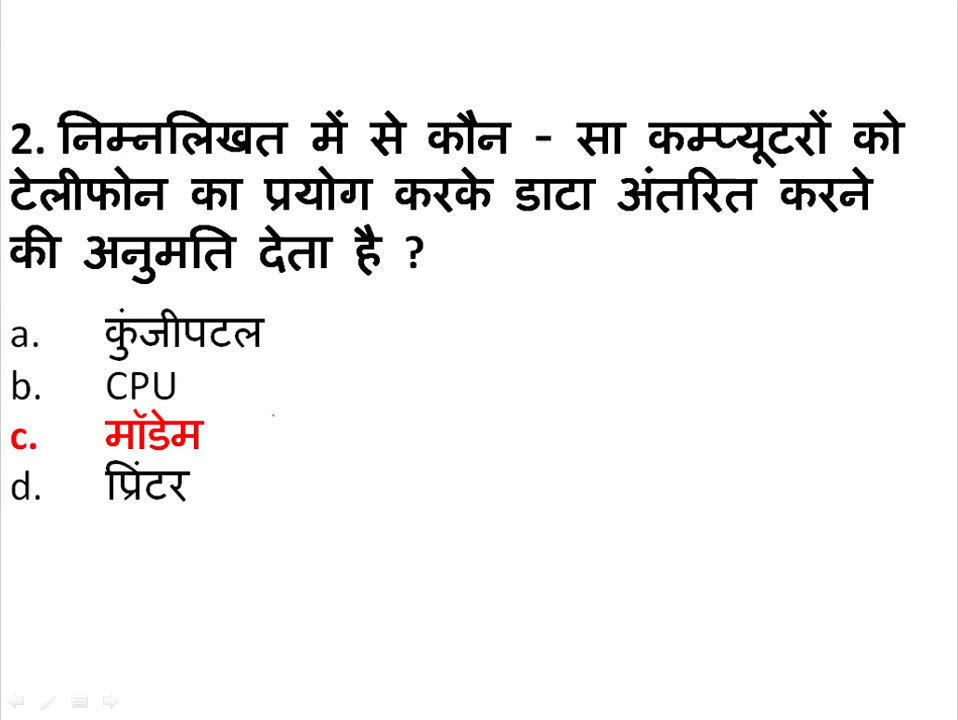 2. निम्नलिखत में से कौन - सा कम्प्यूटरों को
टेलीफोन का प्रयोग करके डाटा अंतरित करने
की अनुमति देता है ?
a. कुंजीपटल
b. CPU
c. मॉडेम
d. प्रिंटर